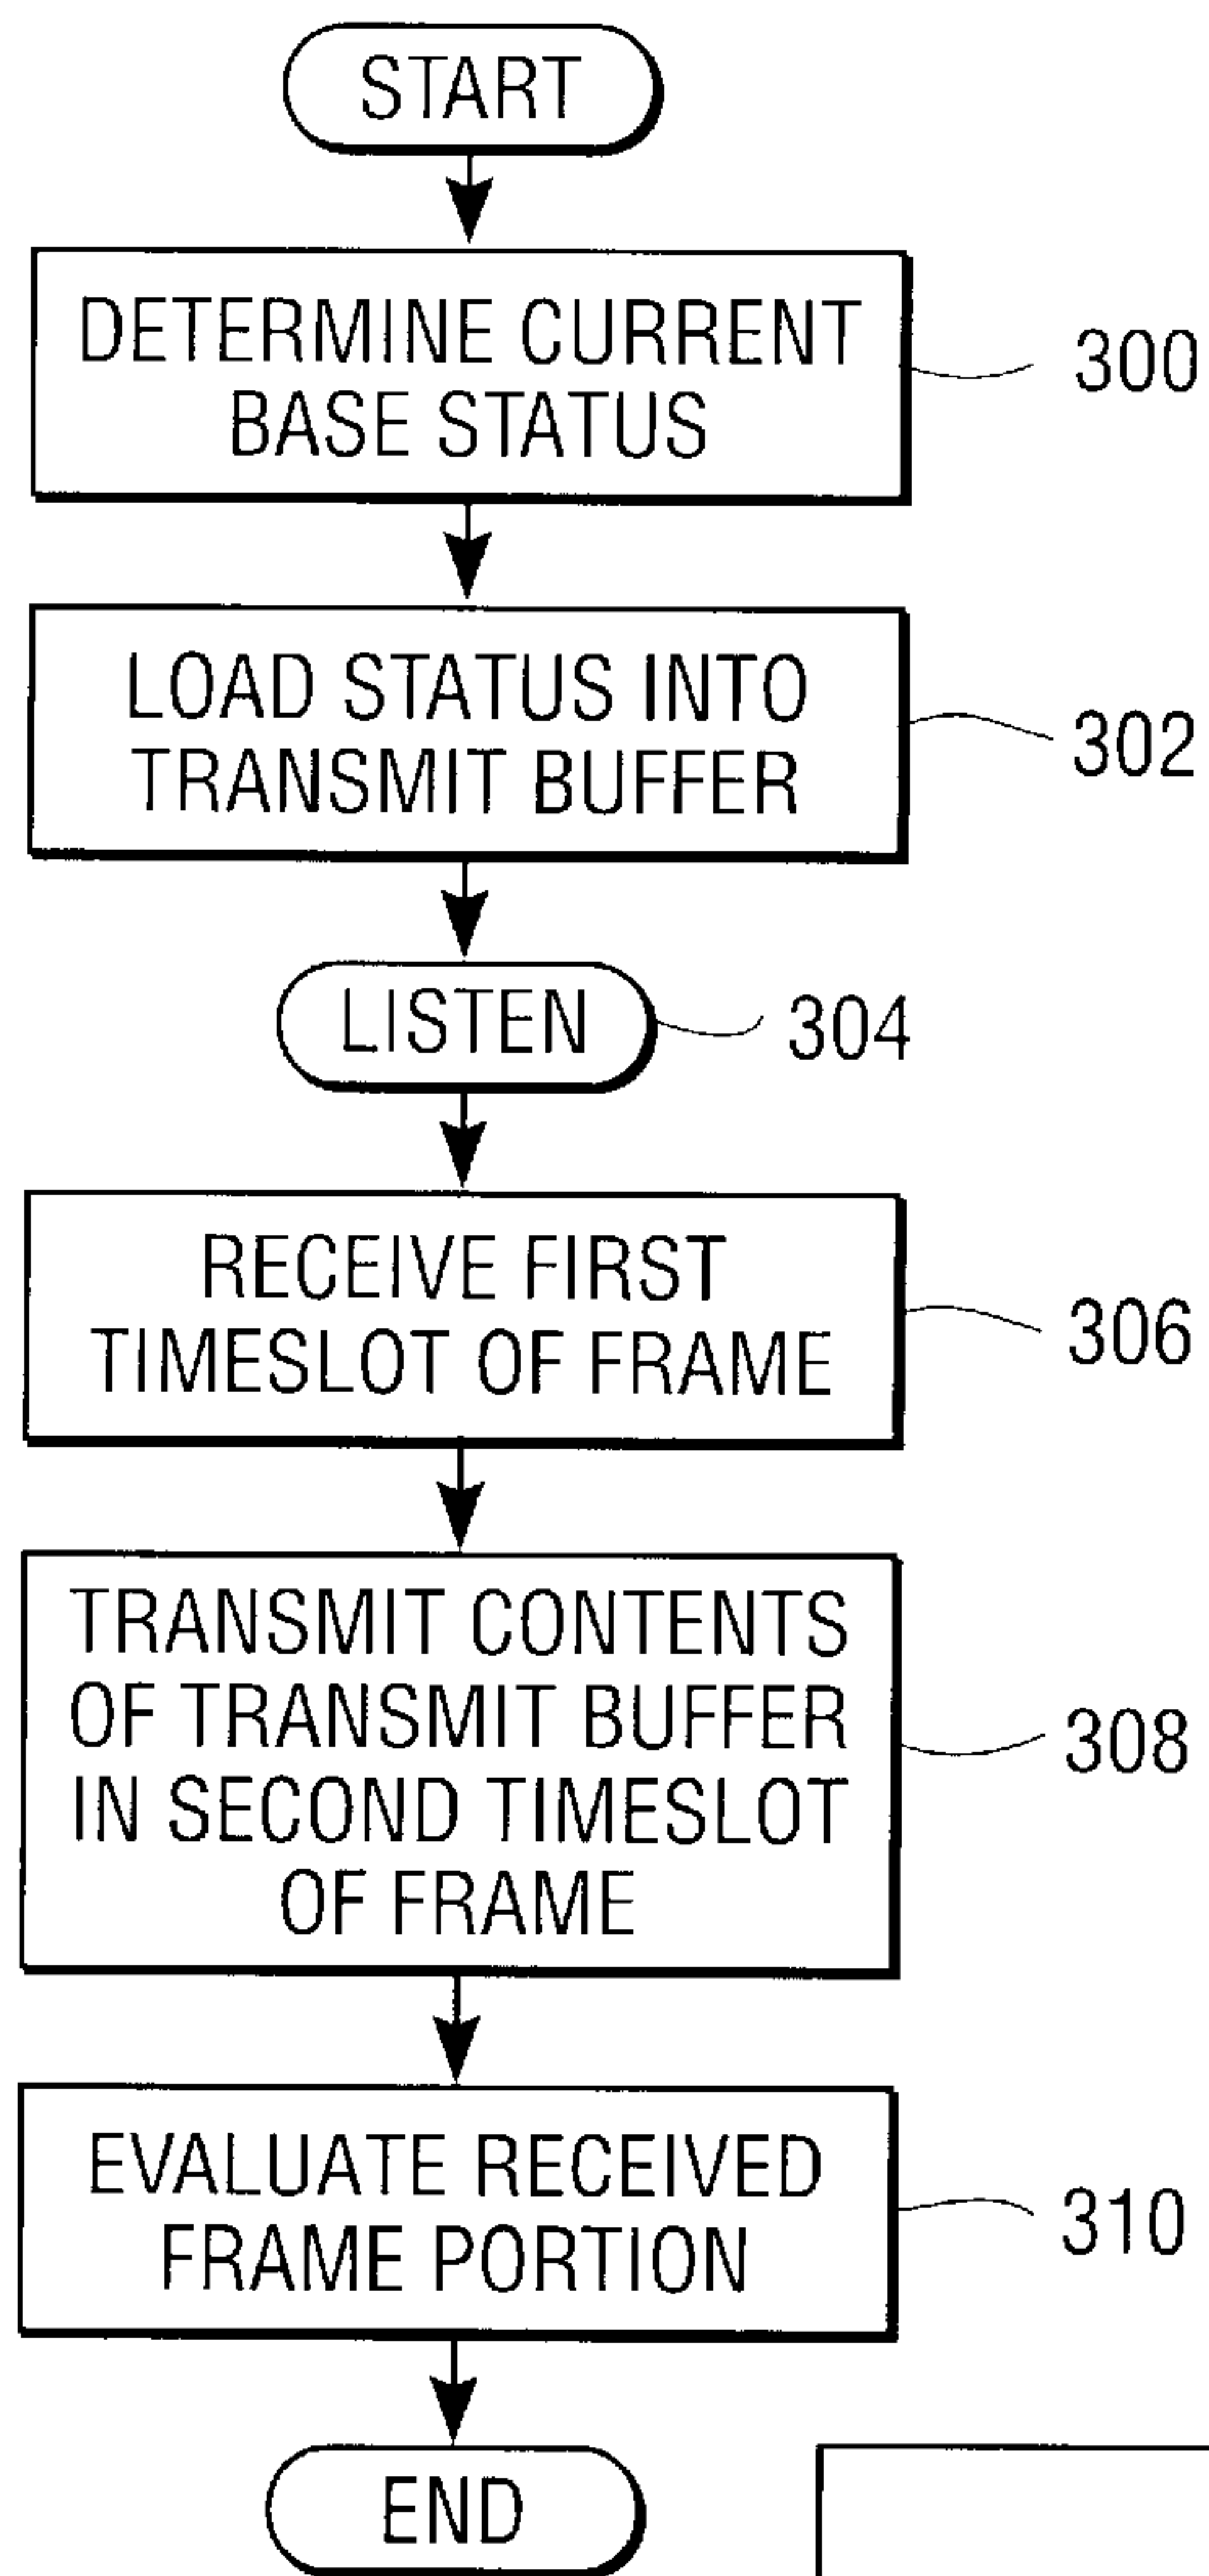 START
DETERMINE CURRENT
BASE STATUS
300
LOAD STATUS INTO
TRANSMIT BUFFER
302
LISTEN
304
RECEIVE FIRST
TIMESLOT OF FRAME
306
TRANSMIT CONTENTS
OF TRANSMIT BUFFER
IN SECOND TIMESLOT
OF FRAME
308
EVALUATE RECEIVED
FRAME PORTION
310
END